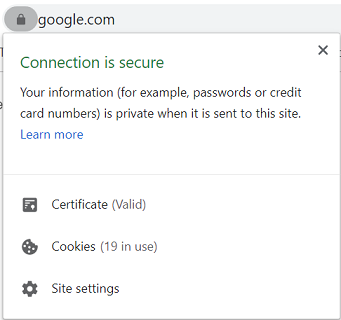 google.com
Connection is secure
Your information (for example, passwords or credit
card numbers) is private when it is sent to this site.
Learn more
Certificate (Valid)
Cookies (19 in use)
Site settings